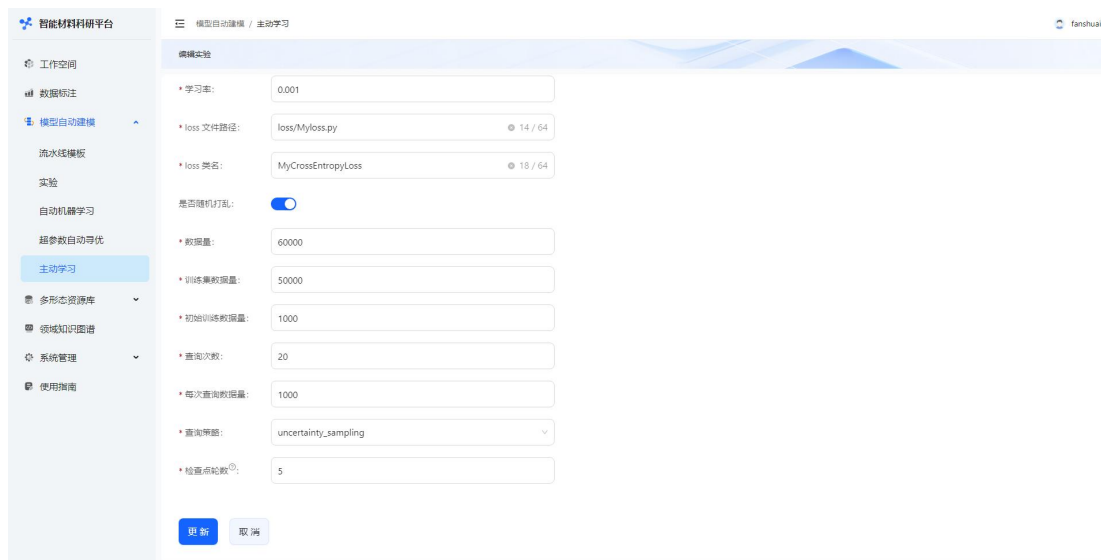 智能材料科研平台
模型自动建模 / 主动学习
fanshuai
工作空间
数据标注
模型自动建模
流水线模板
实验
自动机器学习
超参数自动寻优
主动学习
多形态资源库
领域知识图谱
系统管理
使用指南
编辑实验
* 学习率: 0.001
* loss 文件路径: loss/Myloss.py 14 / 64
* loss 类名: MyCrossEntropyLoss 18 / 64
是否随机打乱:
* 数据量: 60000
* 训练集数据量: 50000
* 初始训练数据量: 1000
* 查询次数: 20
* 每次查询数据量: 1000
* 查询策略: uncertainty_sampling
* 检查点轮数?: 5
更新 取消